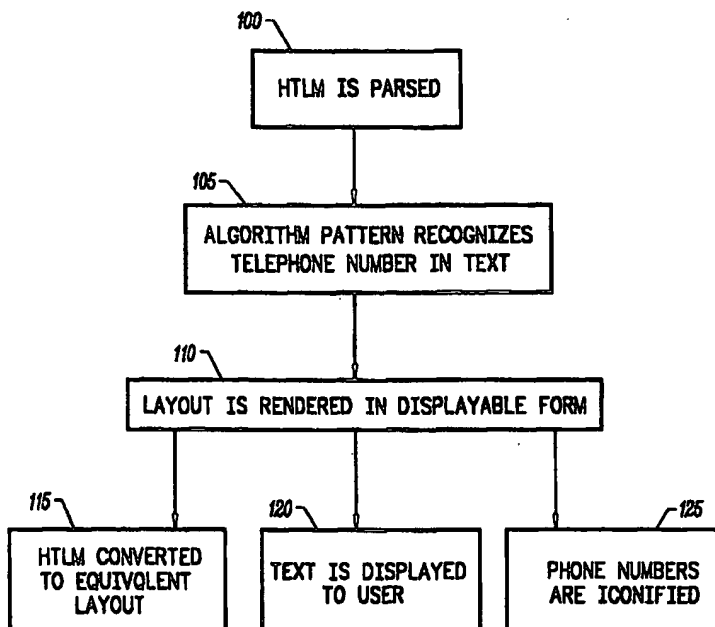 100
HTLM IS PARSED
105
ALGORITHM PATTERN RECOGNIZES
TELEPHONE NUMBER IN TEXT
110
LAYOUT IS RENDERED IN DISPLAYABLE FORM
115
HTLM CONVERTED
TO EQUIVOLENT
LAYOUT
120
TEXT IS DISPLAYED
TO USER
125
PHONE NUMBERS
ARE ICONIFIED